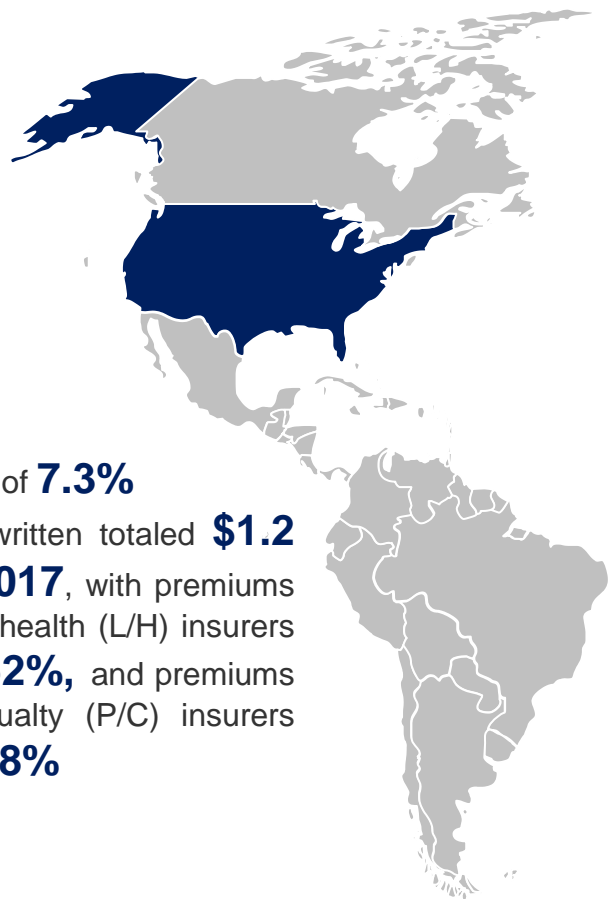 of 7.3%
written totaled $1.2
017, with premiums
health (L/H) insurers
2%, and premiums
ualty (P/C) insurers
8%